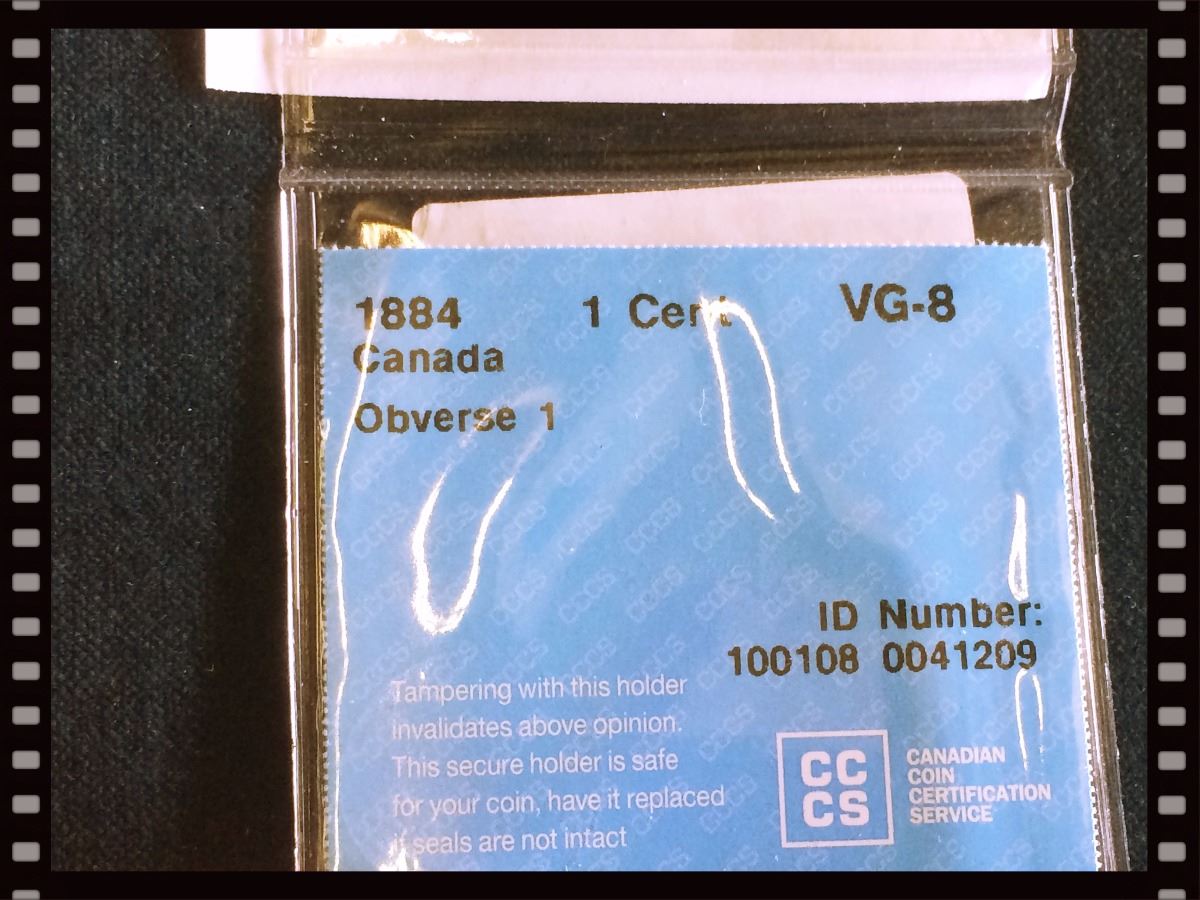 1884 1 Cent VG-8
Canada
Obverse 1
ID Number:
100108 0041209
Tampering with this holder
invalidates above opinion.
This secure holder is safe
for your coin, have it replaced
if seals are not intact
CC
CS
CANADIAN
COIN
CERTIFICATION
SERVICE